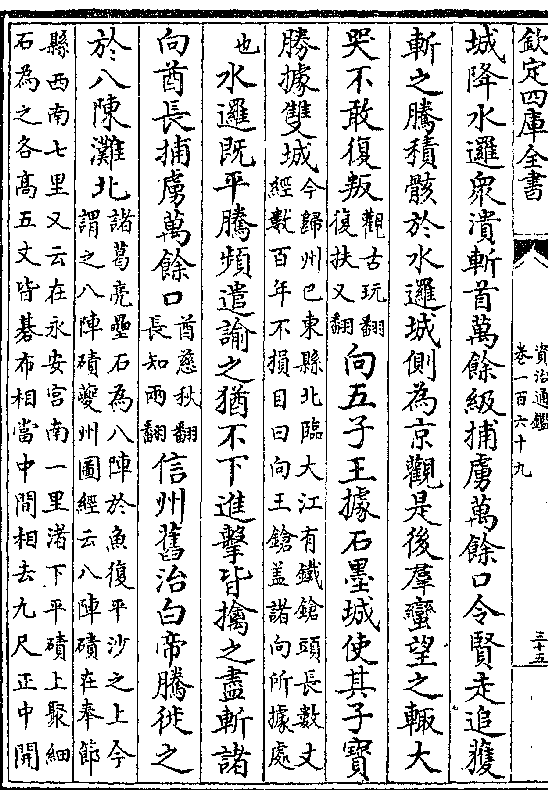 欽定四庫全書
資治通鑑
卷一百六十九
三十五
城降水邏衆潰斬首萬餘級捕虜萬餘口令賢走追獲
斬之騰積骸於水邏城側為京觀是後羣蠻望之輒大
哭不敢復叛觀古玩翻
復扶又翻向五子王據石墨城使其子寶
勝據雙城今歸州巴東縣北臨大江有鐵鎗頭長數丈
經數百年不損目曰向王鎗盖諸向所據處
也水邏既平騰頻遣諭之猶不下進擊皆擒之盡斬諸
向酋長捕虜萬餘口酋慈秋翻
長知兩翻信州舊治白帝騰徙之
於八陳灘北諸葛亮壘石為八陣於魚復平沙之上今
謂之八陣磧夔州圖經云八陣磧在奉節
縣西南七里又云在永安宮南一里渚下平磧上聚細
石為之各高五丈皆碁布相當中間相去九尺正中開